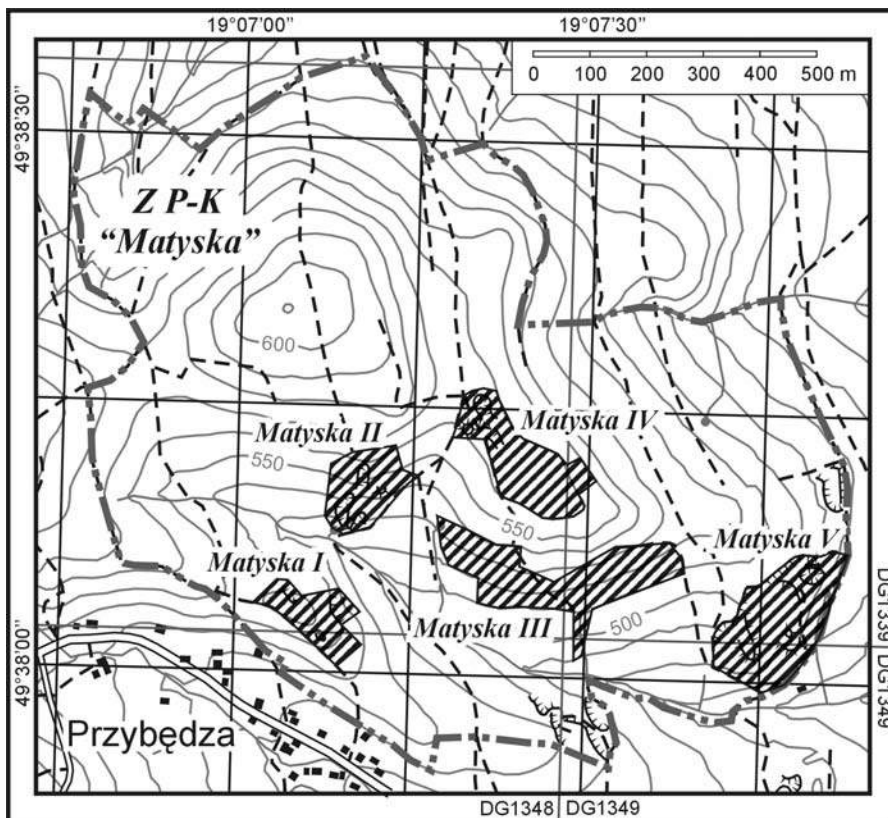 19°07'00"
19°07'30"
0 100 200 300 400 500 m
49°38'30"
Z P-K
“Matyska”
600
Matyska II
Matyska IV
550
550
Matyska V
Matyska I
Matyska III
500
49°38'00"
DG1339 DG1349
Przybędza
DG1348 DG1349